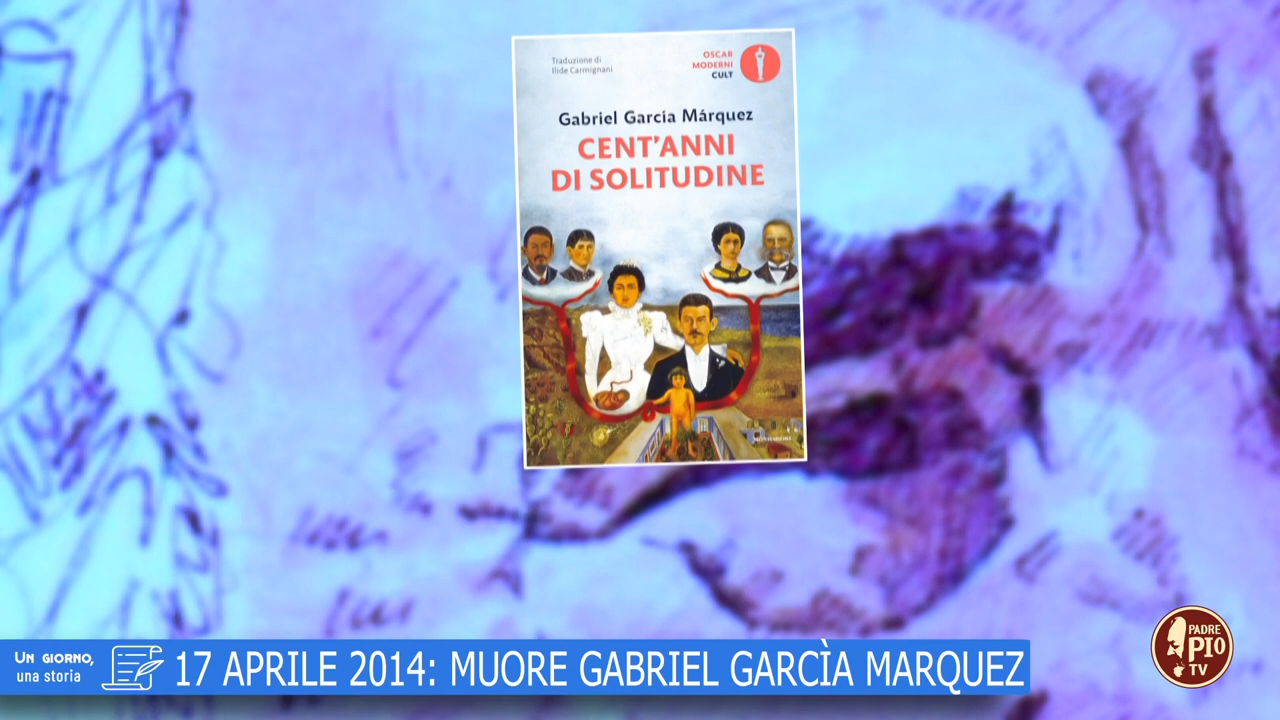 Traduzione di
Ilide Carmignani
OSCAR
MODERNI
CULT
Gabriel García Márquez
CENT'ANNI
DI SOLITUDINE
MONDADORI
UN GIORNO,
una storia
17 APRILE 2014: MUORE GABRIEL GARCÌA MARQUEZ
PADRE
PIO
TV